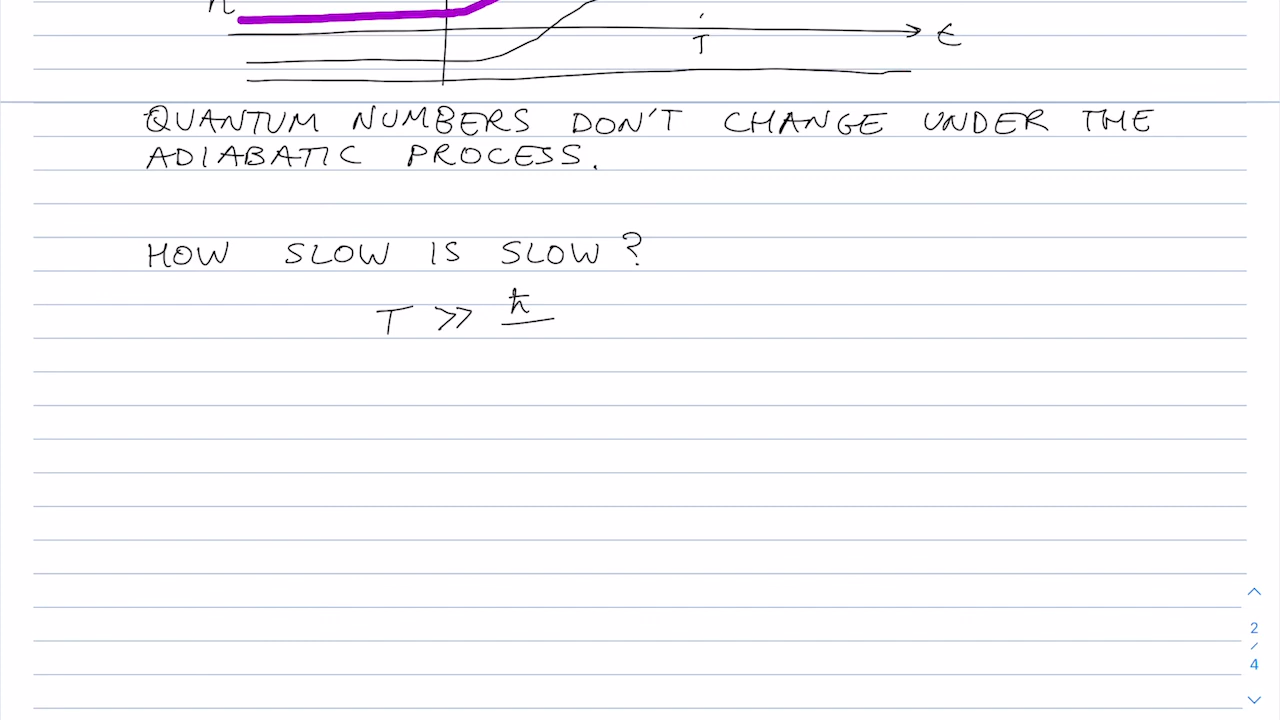 n
t
T
QUANTUM NUMBERS DON'T CHANGE UNDER THE
ADIABATIC PROCESS.
HOW SLOW IS SLOW?
T >> ħ
2
/
4